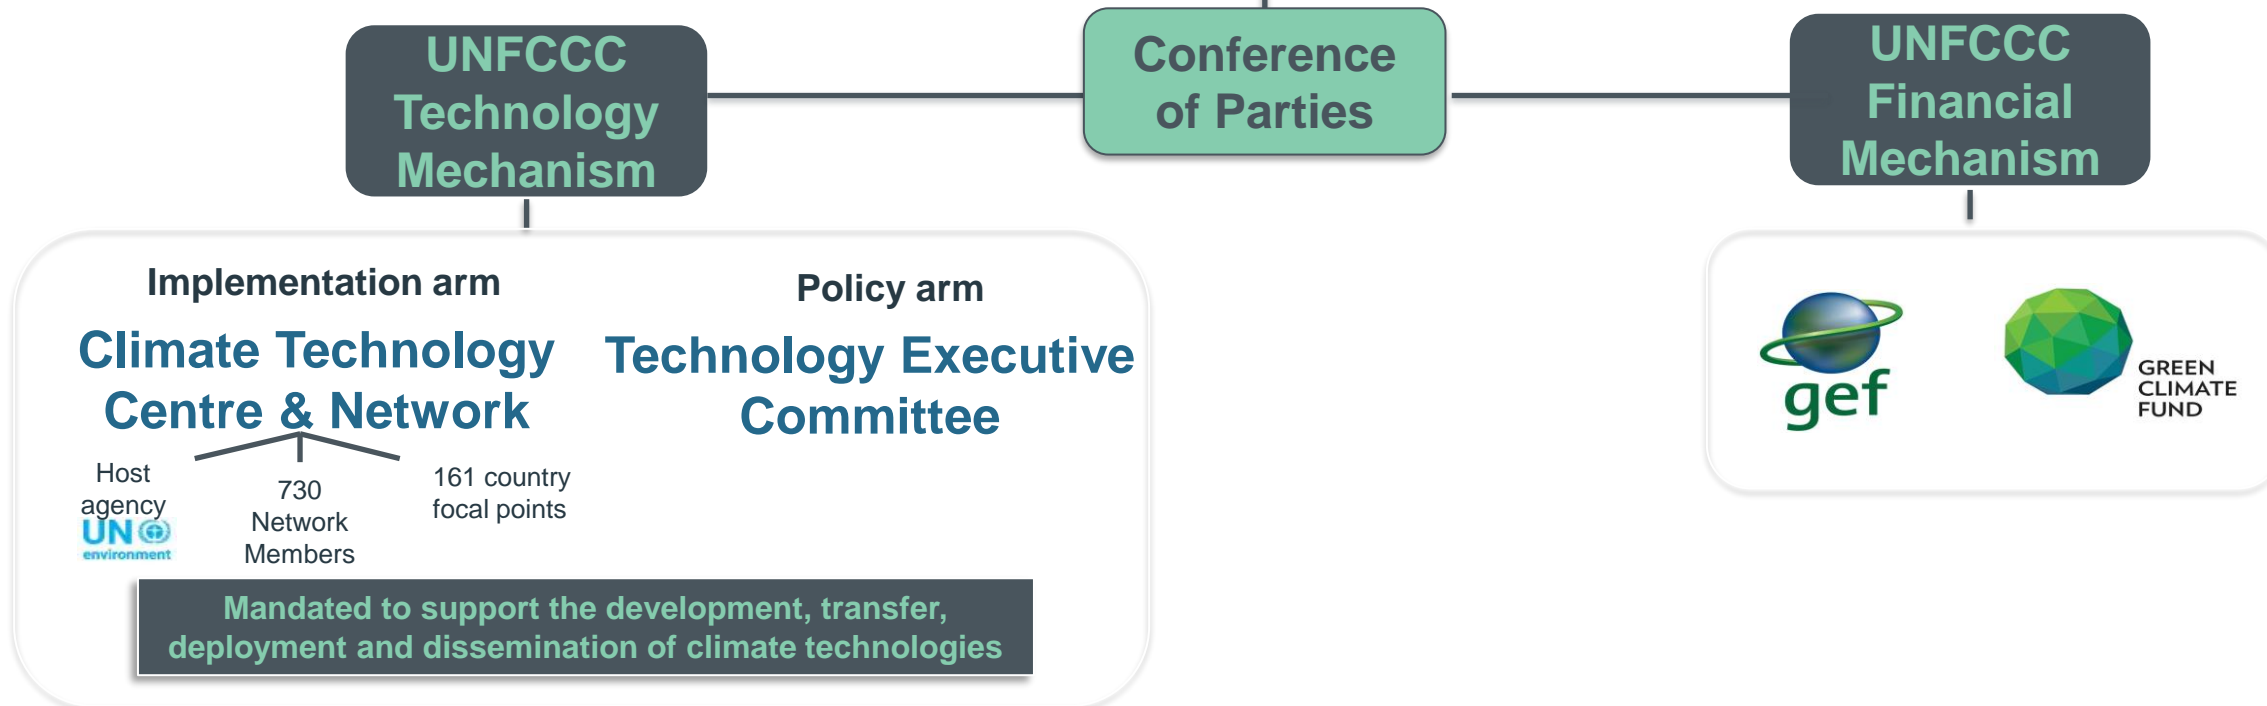 UNFCCC
Technology
Mechanism
Conference
of Parties
UNFCCC
Financial
Mechanism
Implementation arm
Climate Technology
Centre & Network
Host
agency
UN
environment
730
Network
Members
161 country
focal points
Policy arm
Technology Executive
Committee
Mandated to support the development, transfer,
deployment and dissemination of climate technologies
gef
GREEN
CLIMATE
FUND